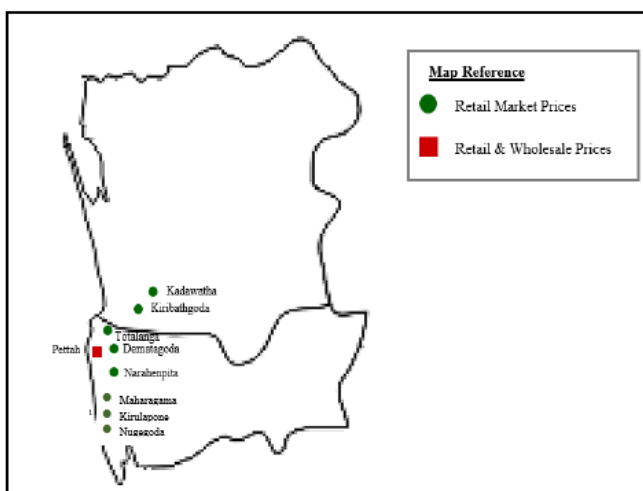 Map Reference
Retail Market Prices
Retail & Wholesale Prices
Kadawatha
Kiribathgoda
Totalanga
Pettah
Dematagoda
Narahenpita
Maharagama
Kirulapone
Nugegoda